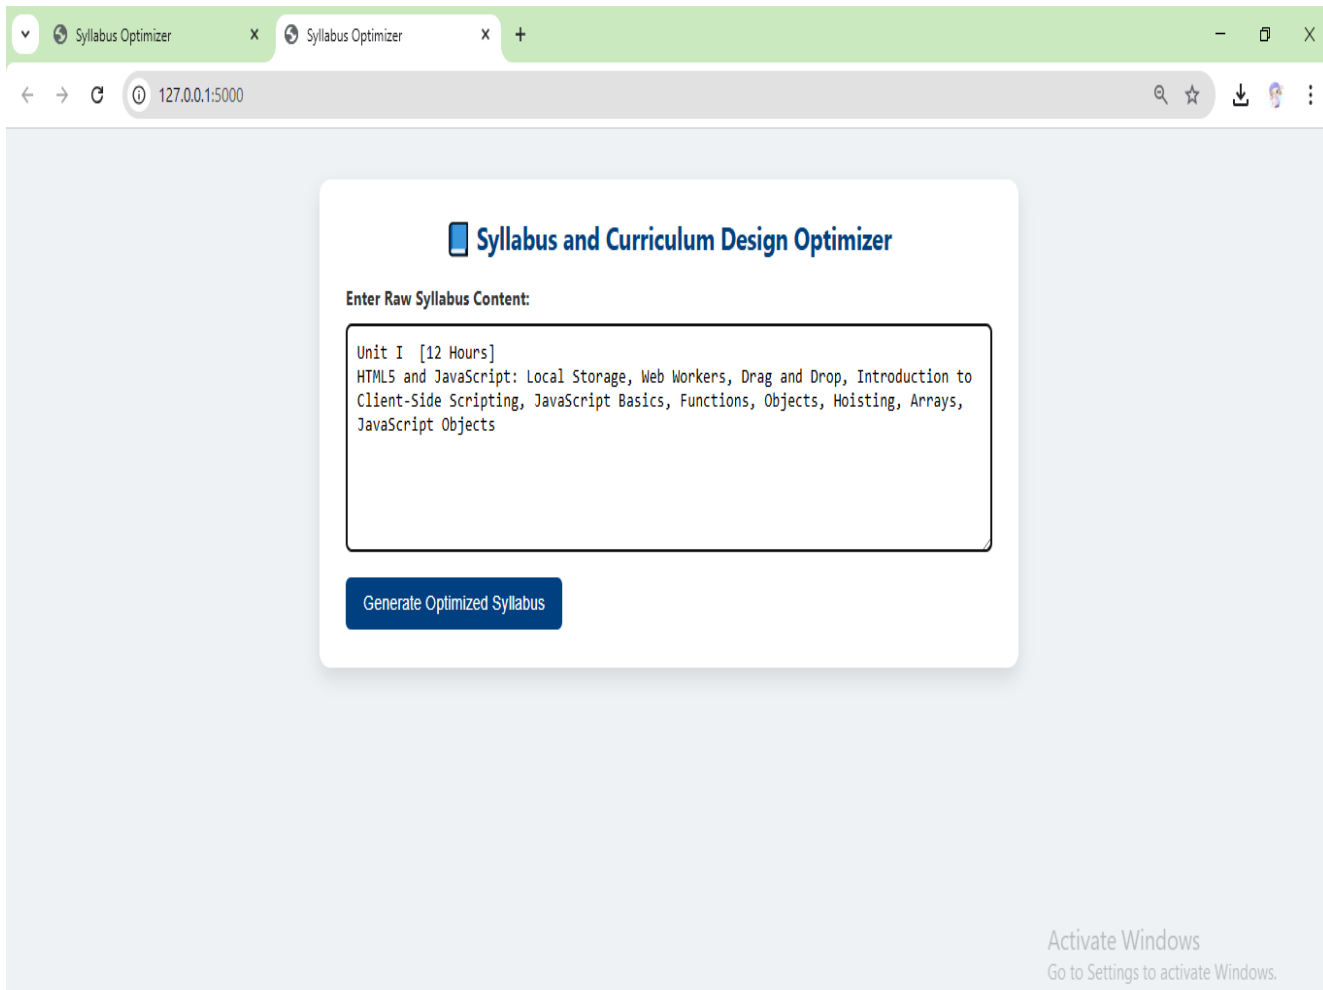 Syllabus Optimizer
Syllabus Optimizer
127.0.0.1:5000
Syllabus and Curriculum Design Optimizer
Enter Raw Syllabus Content:
Unit I  [12 Hours]
HTML5 and JavaScript: Local Storage, Web Workers, Drag and Drop, Introduction to
Client-Side Scripting, JavaScript Basics, Functions, Objects, Hoisting, Arrays,
JavaScript Objects
Generate Optimized Syllabus
Activate Windows
Go to Settings to activate Windows.